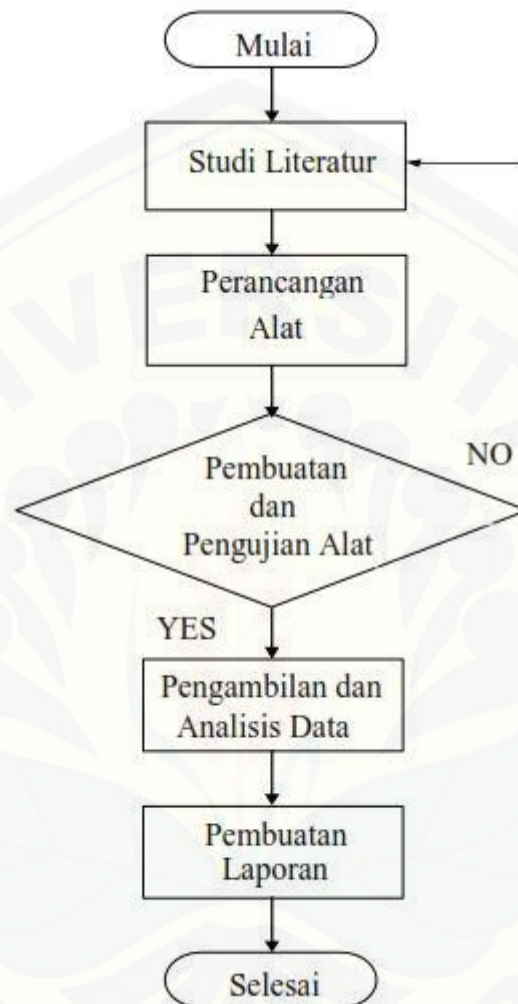 Mulai
Studi Literatur
Perancangan
Alat
NO
Pembuatan
dan
Pengujian Alat
YES
Pengambilan dan
Analisis Data
Pembuatan
Laporan
Selesai